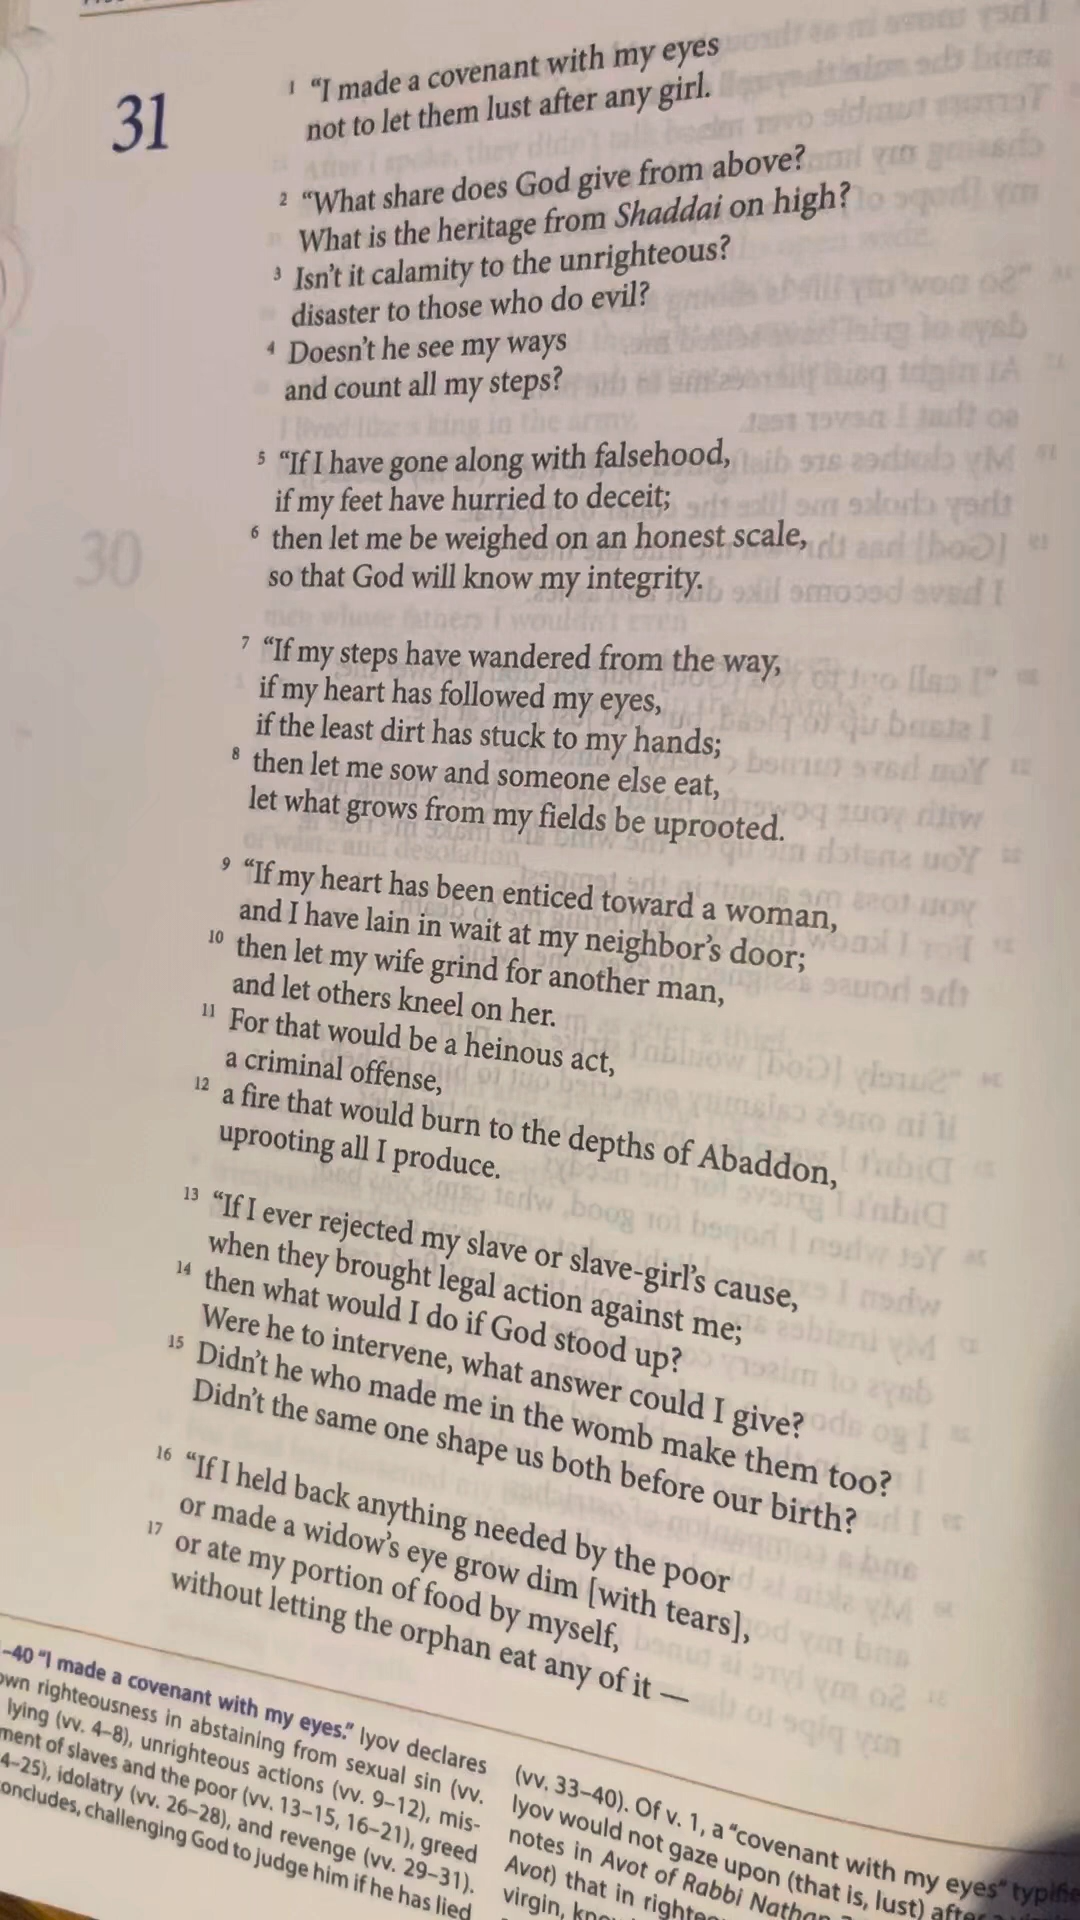 31
1 “I made a covenant with my eyes
not to let them lust after any girl.
2 “What share does God give from above?
What is the heritage from Shaddai on high?
3 Isn’t it calamity to the unrighteous?
disaster to those who do evil?
4 Doesn’t he see my ways
and count all my steps?
5 “If I have gone along with falsehood,
if my feet have hurried to deceit;
6 then let me be weighed on an honest scale,
so that God will know my integrity.
7 “If my steps have wandered from the way,
if my heart has followed my eyes,
if the least dirt has stuck to my hands;
8 then let me sow and someone else eat,
let what grows from my fields be uprooted.
9 “If my heart has been enticed toward a woman,
and I have lain in wait at my neighbor’s door;
10 then let my wife grind for another man,
and let others kneel on her.
11 For that would be a heinous act,
a criminal offense,
12 a fire that would burn to the depths of Abaddon,
uprooting all I produce.
13 “If I ever rejected my slave or slave-girl’s cause,
when they brought legal action against me;
14 then what would I do if God stood up?
Were he to intervene, what answer could I give?
15 Didn’t he who made me in the womb make them too?
Didn’t the same one shape us both before our birth?
16 “If I held back anything needed by the poor
or made a widow’s eye grow dim [with tears],
17 or ate my portion of food by myself,
without letting the orphan eat any of it —
–40 “I made a covenant with my eyes.” Iyov declares
own righteousness in abstaining from sexual sin (vv.
lying (vv. 4–8), unrighteous actions (vv. 9–12), mis-
ment of slaves and the poor (vv. 13–15, 16–21), greed
4–25), idolatry (vv. 26–28), and revenge (vv. 29–31).
oncludes, challenging God to judge him if he has lied
(vv. 33–40). Of v. 1, a “covenant with my eyes” typifie
Iyov would not gaze upon (that is, lust) after
notes in Avot of Rabbi Nathan
Avot) that in
virgin,